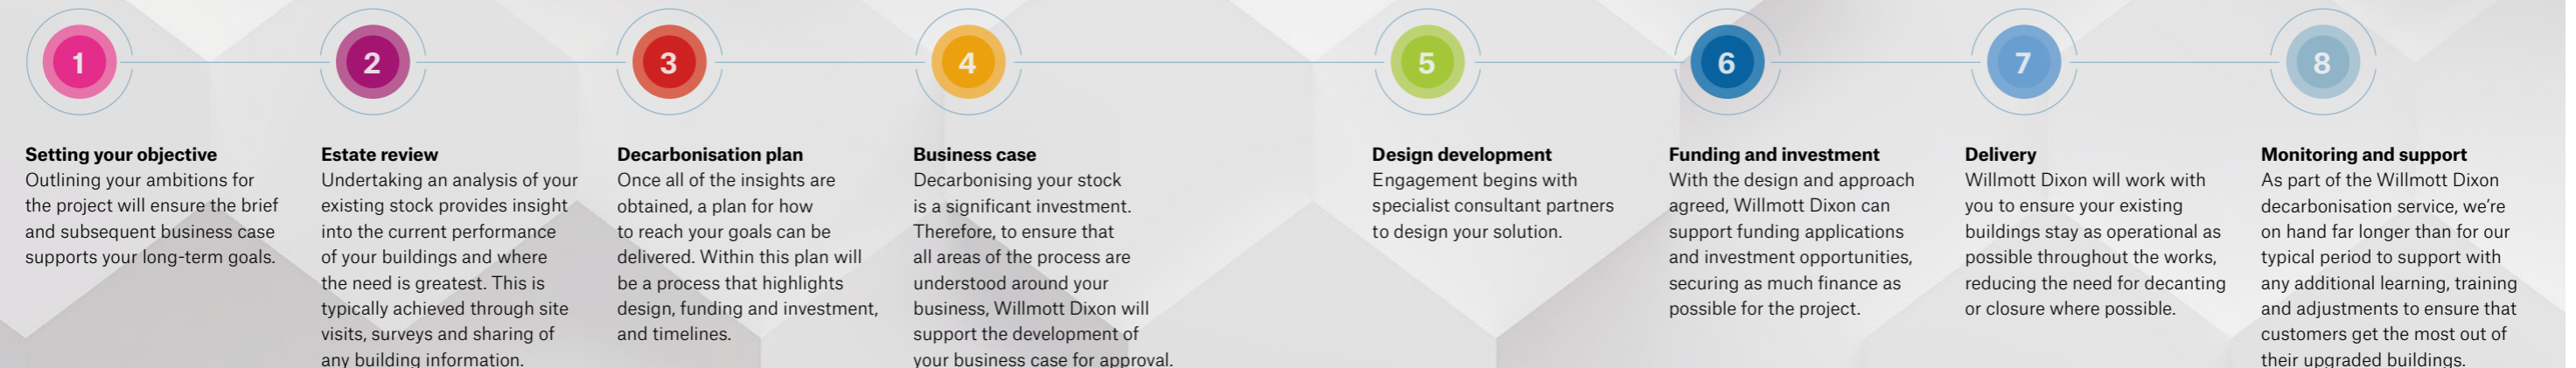 1
2
3
4
5
6
7
8
Setting your objective
Outlining your ambitions for
the project will ensure the brief
and subsequent business case
supports your long-term goals.
Estate review
Undertaking an analysis of your
existing stock provides insight
into the current performance
of your buildings and where
the need is greatest. This is
typically achieved through site
visits, surveys and sharing of
any building information.
Decarbonisation plan
Once all of the insights are
obtained, a plan for how
to reach your goals can be
delivered. Within this plan will
be a process that highlights
design, funding and investment,
and timelines.
Business case
Decarbonising your stock
is a significant investment.
Therefore, to ensure that
all areas of the process are
understood around your
business, Willmott Dixon will
support the development of
your business case for approval.
Design development
Engagement begins with
specialist consultant partners
to design your solution.
Funding and investment
With the design and approach
agreed, Willmott Dixon can
support funding applications
and investment opportunities,
securing as much finance as
possible for the project.
Delivery
Willmott Dixon will work with
you to ensure your existing
buildings stay as operational as
possible throughout the works,
reducing the need for decanting
or closure where possible.
Monitoring and support
As part of the Willmott Dixon
decarbonisation service, we're
on hand far longer than for our
typical period to support with
any additional learning, training
and adjustments to ensure that
customers get the most out of
their upgraded buildings.